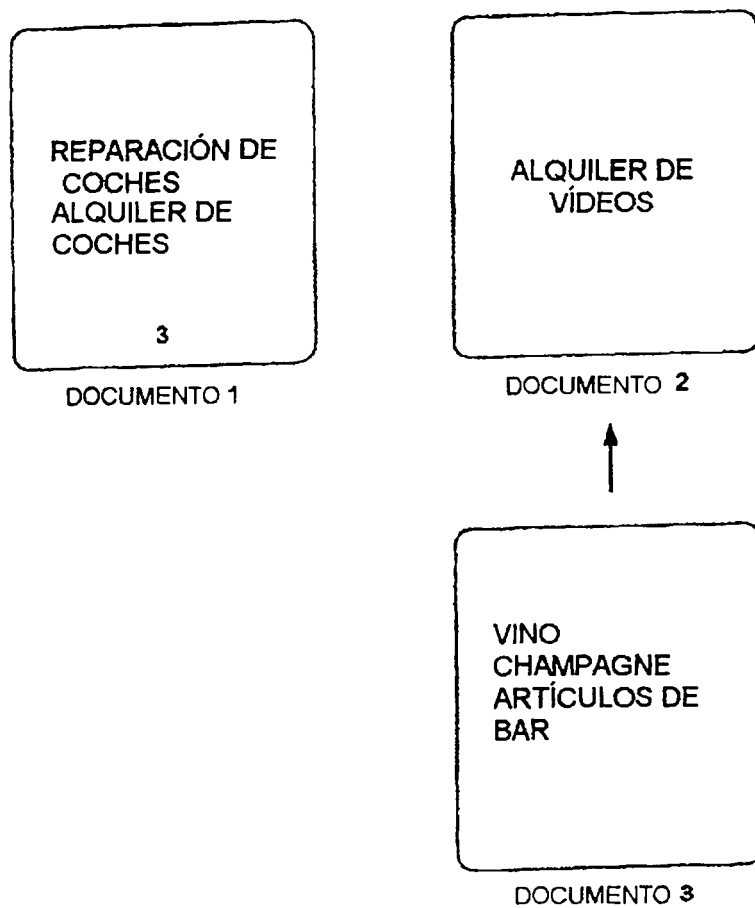 REPARACIÓN DE
COCHES
ALQUILER DE
COCHES
3
DOCUMENTO 1
ALQUILER DE
VÍDEOS
DOCUMENTO 2
VINO
CHAMPAGNE
ARTÍCULOS DE
BAR
DOCUMENTO 3